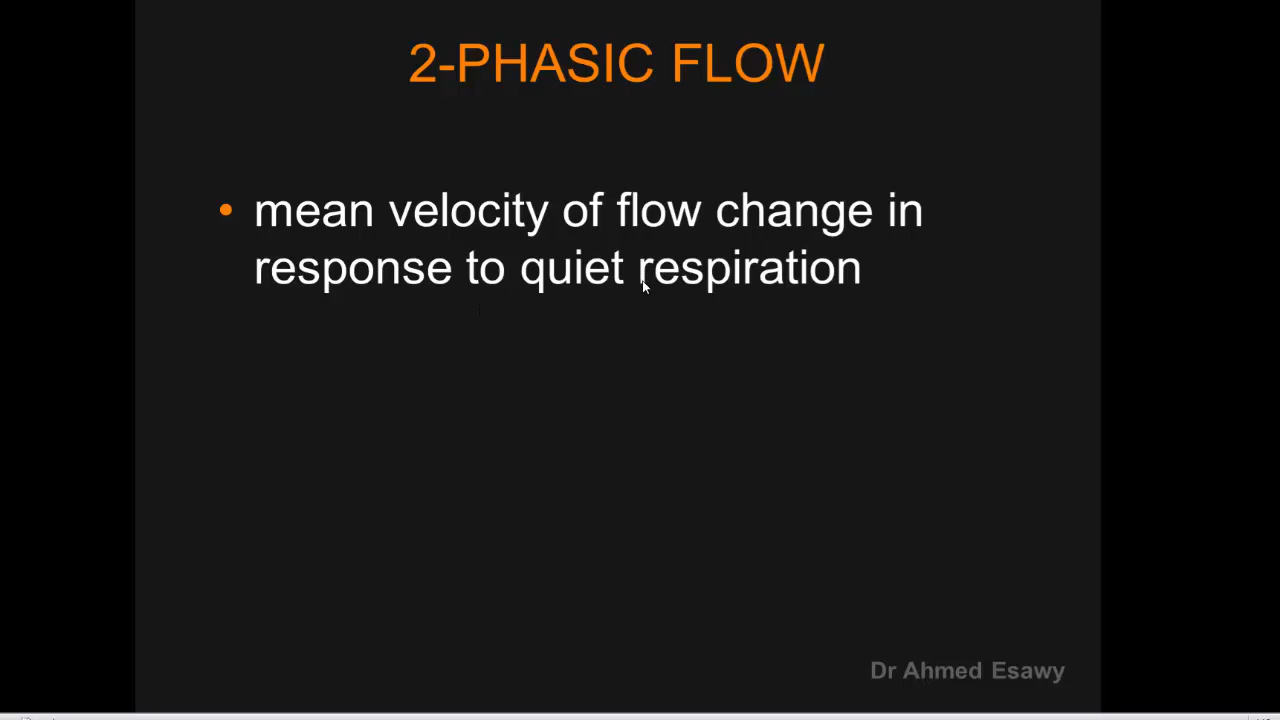 2-PHASIC FLOW
• mean velocity of flow change in
response to quiet respiration
Dr Ahmed Esawy